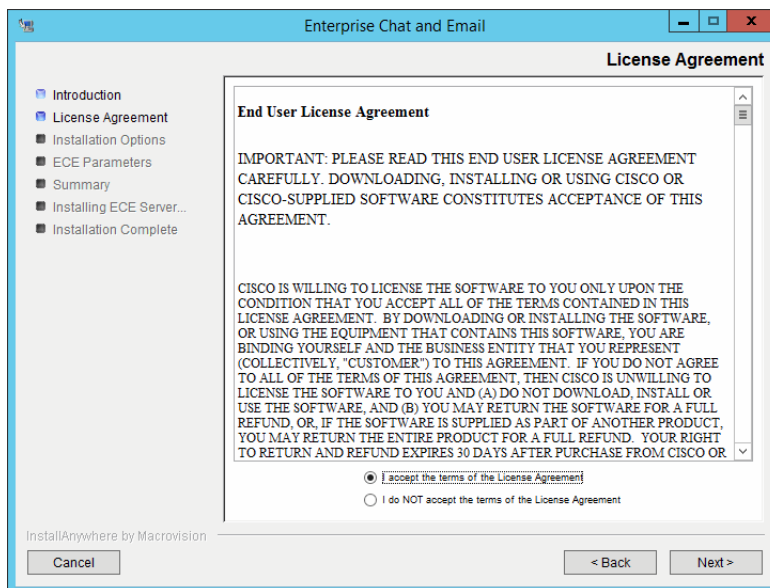 Enterprise Chat and Email
License Agreement
Introduction
License Agreement
Installation Options
ECE Parameters
Summary
Installing ECE Server...
Installation Complete
End User License Agreement
IMPORTANT: PLEASE READ THIS END USER LICENSE AGREEMENT
CAREFULLY. DOWNLOADING, INSTALLING OR USING CISCO OR
CISCO-SUPPLIED SOFTWARE CONSTITUTES ACCEPTANCE OF THIS
AGREEMENT.
CISCO IS WILLING TO LICENSE THE SOFTWARE TO YOU ONLY UPON THE
CONDITION THAT YOU ACCEPT ALL OF THE TERMS CONTAINED IN THIS
LICENSE AGREEMENT. BY DOWNLOADING OR INSTALLING THE SOFTWARE,
OR USING THE EQUIPMENT THAT CONTAINS THIS SOFTWARE, YOU ARE
BINDING YOURSELF AND THE BUSINESS ENTITY THAT YOU REPRESENT
(COLLECTIVELY, "CUSTOMER") TO THIS AGREEMENT. IF YOU DO NOT AGREE
TO ALL OF THE TERMS OF THIS AGREEMENT, THEN CISCO IS UNWILLING TO
LICENSE THE SOFTWARE TO YOU AND (A) DO NOT DOWNLOAD, INSTALL OR
USE THE SOFTWARE, AND (B) YOU MAY RETURN THE SOFTWARE FOR A FULL
REFUND, OR, IF THE SOFTWARE IS SUPPLIED AS PART OF ANOTHER PRODUCT,
YOU MAY RETURN THE ENTIRE PRODUCT FOR A FULL REFUND. YOUR RIGHT
TO RETURN AND REFUND EXPIRES 30 DAYS AFTER PURCHASE FROM CISCO OR
I accept the terms of the License Agreement
I do NOT accept the terms of the License Agreement
InstallAnywhere by Macrovision
Cancel
< Back
Next >